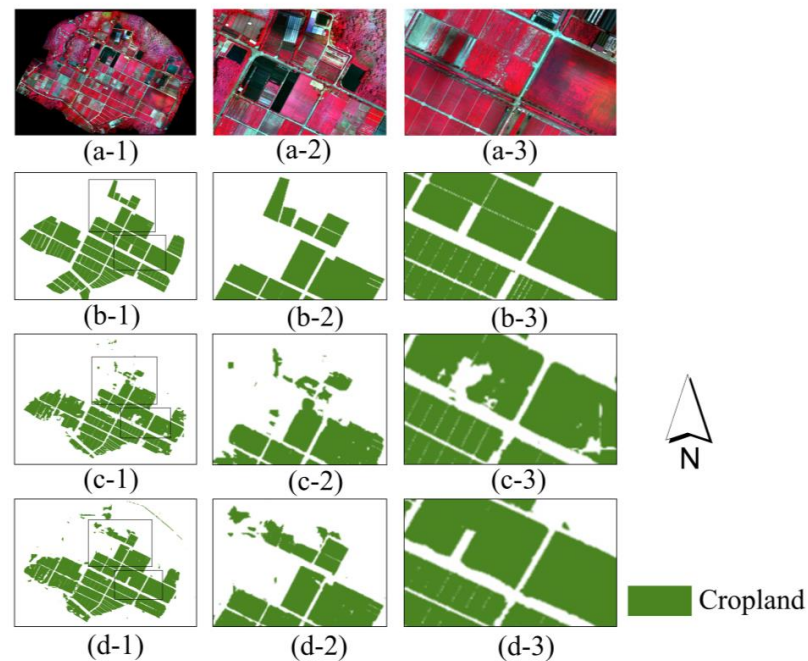 (a-1) (a-2) (a-3)
(b-1) (b-2) (b-3)
(c-1) (c-2) (c-3)
N
Cropland
(d-1) (d-2) (d-3)